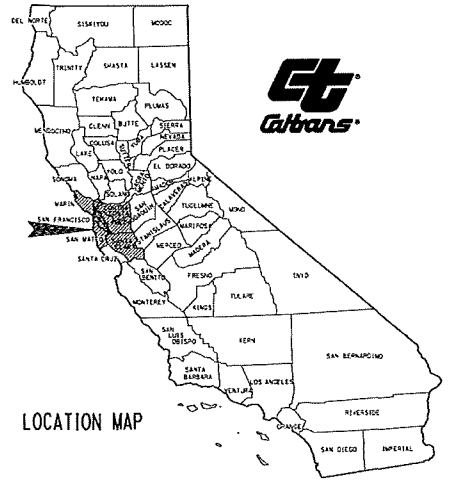 DEL NORTE
SISKIYOU
MODOC
HUMBOLDT
TRINITY
SHASTA
LASSEN
Ct®
Caltrans®
TEHAMA
PLUMAS
MENDOCINO
GLENN
BUTTE
SIERRA
NEVADA
COLUSA
YUBA
PLACER
LAKE
EL DORADO
SONOMA
NAPA
YOLO
ALPINE
SOLANO
MARIN
SAN JOAQUIN
CALAVERAS
SAN FRANCISCO
TUOLUMNE
MONO
SAN MATEO
STANISLAUS
MARIPOSA
SANTA CRUZ
MERCED
MADERA
SAN BENITO
FRESNO
INYO
MONTEREY
KINGS
TULARE
SAN LUIS OBISPO
KERN
SAN BERNARDINO
SANTA BARBARA
VENTURA
LOS ANGELES
LOCATION MAP
ORANGE
RIVERSIDE
SAN DIEGO
IMPERIAL